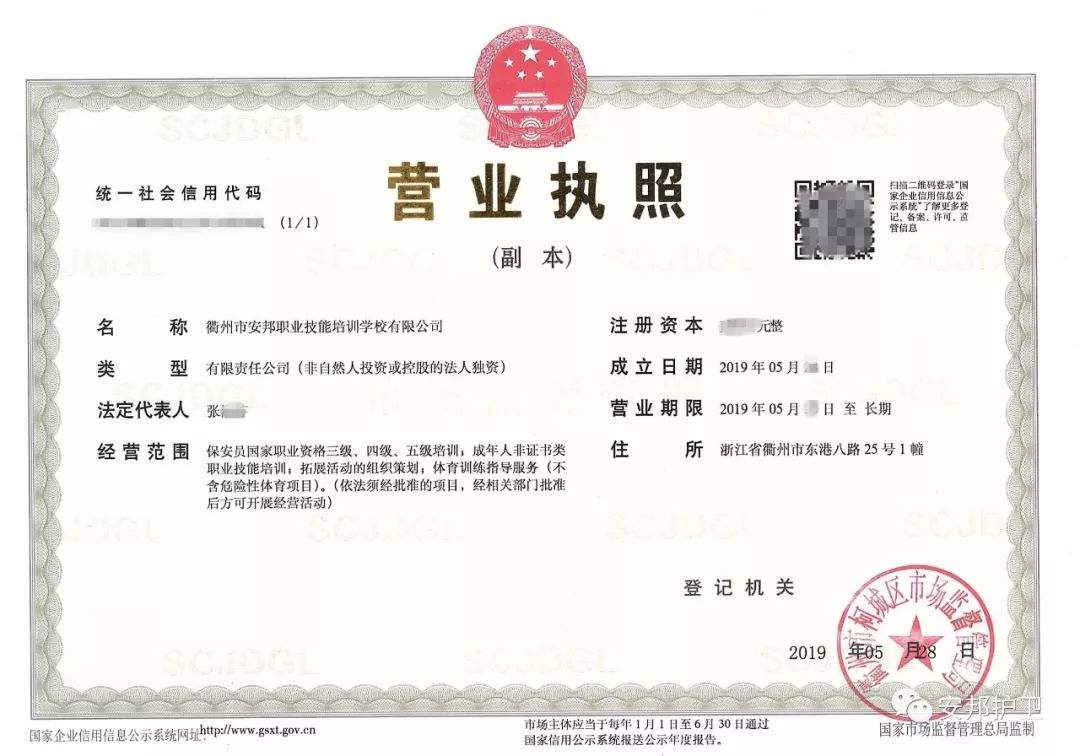 统一社会信用代码
(1/1)
营业执照
(副 本)
扫描二维码登录“国
家企业信用信息公
示系统”了解更多登
记、备案、许可、监
管信息
名 称 衢州市安邦职业技能培训学校有限公司
类 型 有限责任公司（非自然人投资或控股的法人独资）
法定代表人 张
经营范围 保安员国家职业资格三级、四级、五级培训；成年人非证书类
职业技能培训；拓展活动的组织策划；体育训练指导服务（不
含危险性体育项目）。（依法须经批准的项目，经相关部门批准
后方可开展经营活动）
注册资本 元整
成立日期 2019年05月 日
营业期限 2019年05月 日 至 长期
住 所 浙江省衢州市东港八路25号1幢
登记机关
衢州市柯城区市场监督管理局
2019 年05 月28 日
安邦护卫
国家企业信用信息公示系统网址：http://www.gsxt.gov.cn
市场主体应当于每年1月1日至6月30日通过
国家信用公示系统报送公示年度报告。
国家市场监督管理总局监制
SCJDGL